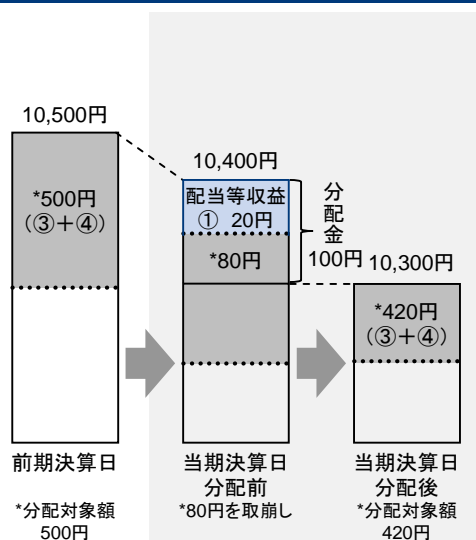 10,500円
*500円
(③+④)
前期決算日
*分配対象額
500円
10,400円
配当等収益
① 20円
*80円
分配金
100円
当期決算日
分配前
*80円を取崩し
10,300円
*420円
(③+④)
当期決算日
分配後
*分配対象額
420円